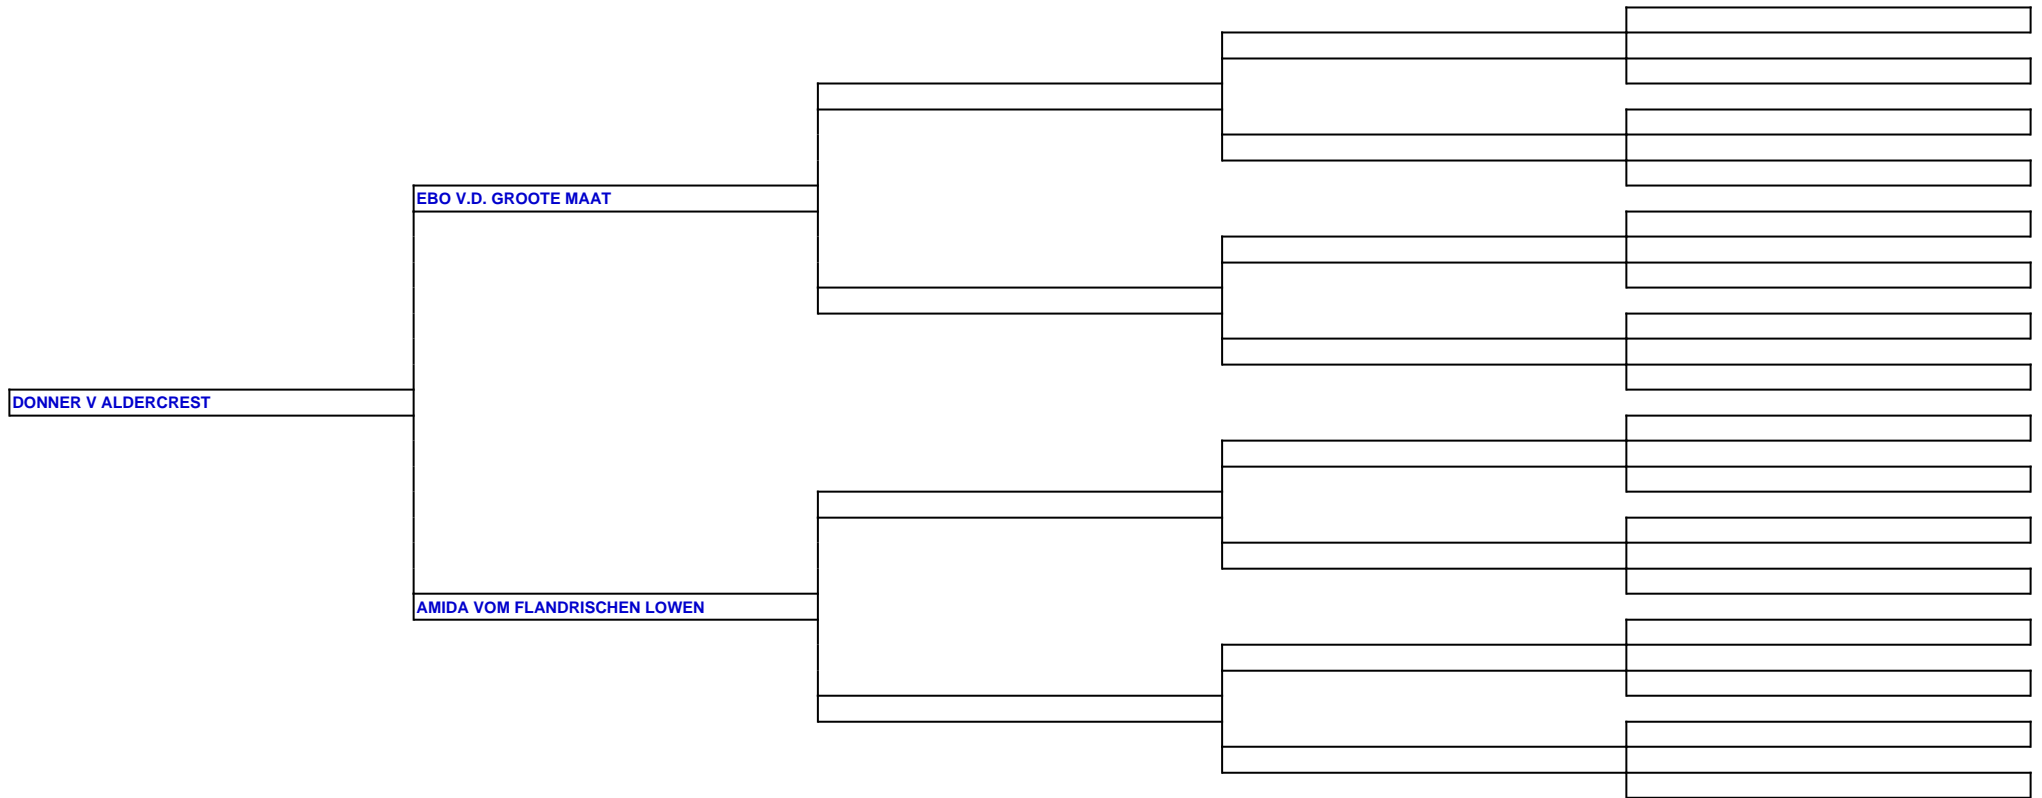 EBO V.D. GROOTE MAAT
DONNER V ALDERCREST
AMIDA VOM FLANDRISCHEN LOWEN